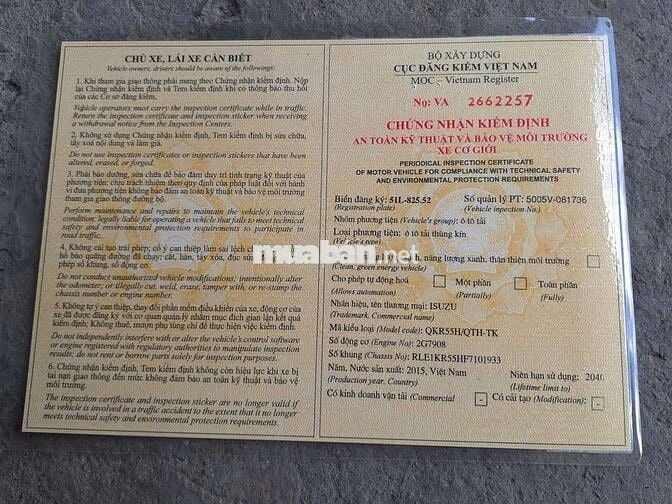 CHỦ XE, LÁI XE CẦN BIẾT
Vehicle owners, drivers should be aware of the followings:
1. Khi tham gia giao thông phải mang theo Chứng nhận kiểm định. Nộp
lại Chứng nhận kiểm định và Tem kiểm định khi có thông báo thu hồi
của các Cơ sở đăng kiểm.
Vehicle operators must carry the inspection certificate while in traffic.
Return the inspection certificate and inspection sticker when receiving
a withdrawal notice from the Inspection Centers.
2. Không sử dụng Chứng nhận kiểm định, Tem kiểm định bị sửa chữa,
tẩy xoá nội dung và làm giả.
Do not use inspection certificates or inspection stickers that have been
altered, erased, or forged.
3. Phải bảo dưỡng, sửa chữa để bảo đảm duy trì tình trạng kỹ thuật của
phương tiện; chịu trách nhiệm theo quy định của pháp luật đối với hành
vi đưa phương tiện không bảo đảm an toàn kỹ thuật và bảo vệ môi trường
tham gia giao thông đường bộ.
Perform maintenance and repairs to maintain the vehicle's technical
condition; legally liable for operating a vehicle that fails to meet technical
safety and environmental protection requirements to participate in
road traffic.
4. Không cải tạo trái phép; cố ý can thiệp làm sai lệch
hồ báo quãng đường đã chạy; cắt, hàn, tẩy xóa, đục sửa
phép số khung, số động cơ.
Do not conduct unauthorized vehicle modifications; intentionally alter
the odometer; or illegally cut, weld, erase, tamper with, or re-stamp the
chassis number or engine number.
5. Không tự ý can thiệp, thay đổi phần mềm điều khiển của xe, động cơ của
xe đã được đăng ký với cơ quan quản lý nhằm mục đích gian lận kết quả
kiểm định; Không thuê, mượn phụ tùng chỉ để thực hiện việc kiểm định.
Do not independently interfere with or alter the vehicle's control software
or engine registered with regulatory authorities to manipulate inspection
results; do not rent or borrow parts solely for inspection purposes.
6. Chứng nhận kiểm định, Tem kiểm định không còn hiệu lực khi xe bị
tai nạn giao thông đến mức không đảm bảo an toàn kỹ thuật và bảo vệ
môi trường.
The inspection certificate and inspection sticker are no longer valid if
the vehicle is involved in a traffic accident to the extent that it no longer
meets technical safety and environmental protection requirements.
BỘ XÂY DỰNG
CỤC ĐĂNG KIỂM VIỆT NAM
MOC – Vietnam Register
No: VA 2662257
CHỨNG NHẬN KIỂM ĐỊNH
AN TOÀN KỸ THUẬT VÀ BẢO VỆ MÔI TRƯỜNG
XE CƠ GIỚI
PERIODICAL INSPECTION CERTIFICATE
OF MOTOR VEHICLE FOR COMPLIANCE WITH TECHNICAL SAFETY
AND ENVIRONMENTAL PROTECTION REQUIREMENTS
Biển đăng ký: 51L-825.52 Số quản lý PT: 5005V-081736
(Registration plate) (Vehicle inpection No.)
Nhóm phương tiện (Vehicle's group): ô tô tải
Loại phương tiện: ô tô tải thùng kín
sạch, năng lượng xanh, thân thiện môi trường
(Clean, green energy vehicle)
Cho phép tự động hoá Một phần Toàn phần
(Allows automation) (Partially) (Fully)
Nhãn hiệu, tên thương mại: ISUZU
(Trademark, Commercial name)
Mã kiểu loại (Model code): QKR55H/QTH-TK
Số động cơ (Engine No): 2G7908
Số khung (Chassis No): RLE1KR55HF7101933
Năm, Nước sản xuất: 2015, Việt Nam Niên hạn sử dụng: 2040
(Production year, Country) (Lifetime limit to)
Có kinh doanh vận tải (Commercial - Có cải tạo (Modification): -
muaban.net